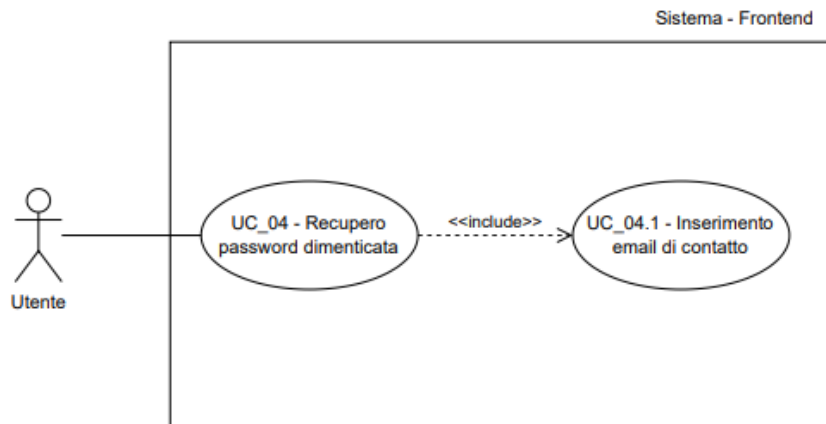 Sistema - Frontend
UC_04 - Recupero
password dimenticata
<<include>>
UC_04.1 - Inserimento
email di contatto
Utente